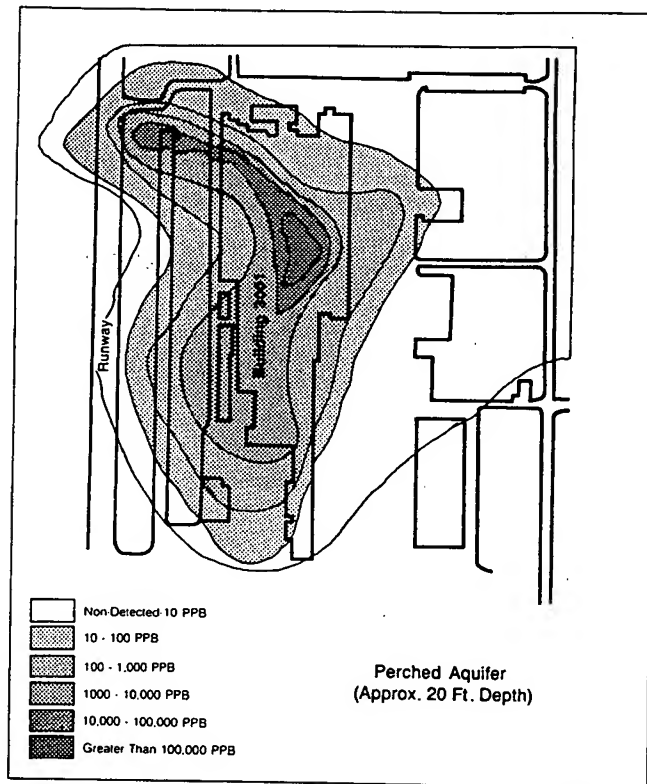 Runway
Building 3001
Non-Detected-10 PPB
10 - 100 PPB
100 - 1,000 PPB
1000 - 10,000 PPB
10,000 - 100,000 PPB
Greater Than 100,000 PPB
Perched Aquifer
(Approx. 20 Ft. Depth)